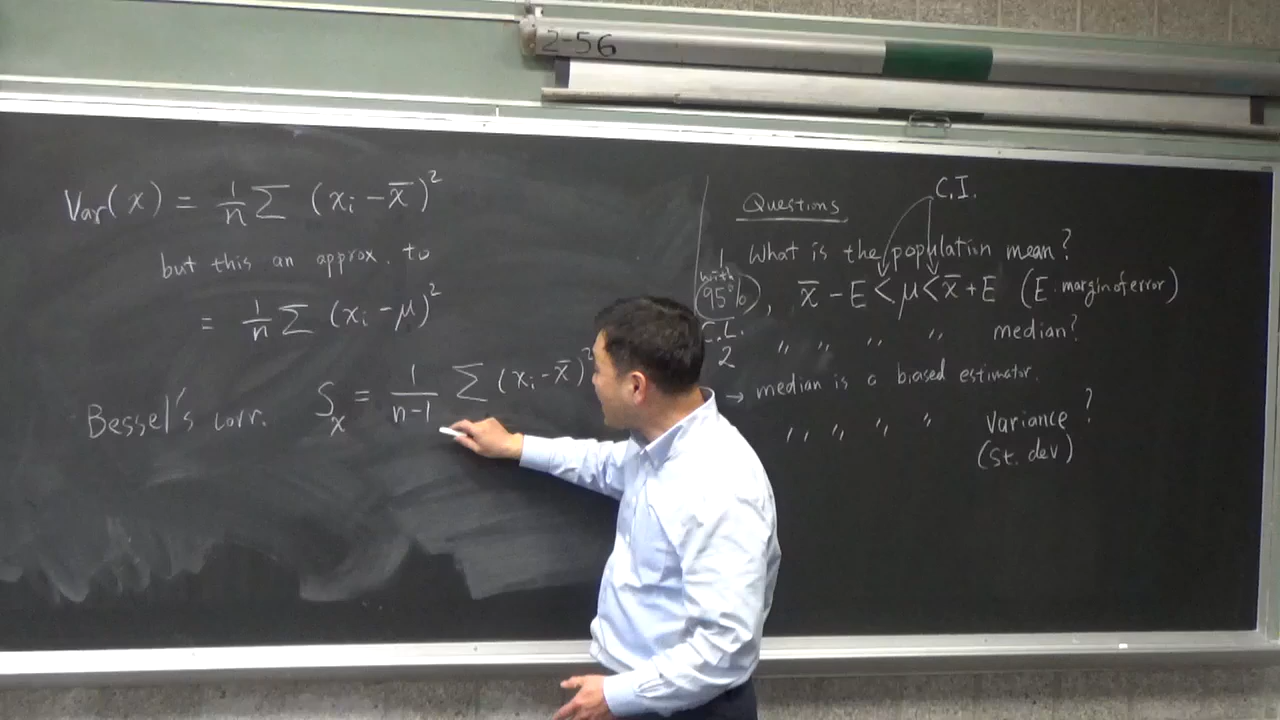 2-56
Var(x) = 1/n Σ (xᵢ - x̄)²
but this an approx. to
= 1/n Σ (xᵢ - μ)²
Bessel's corr. Sₓ = 1/(n-1) Σ (xᵢ - x̄)²
Questions
C.I.
1 What is the population mean?
with 95% C.L., x̄ - E < μ < x̄ + E (E. margin of error)
2 〃 〃 〃 〃 median?
→ median is a biased estimator.
〃 〃 〃 〃 variance?
(st. dev)